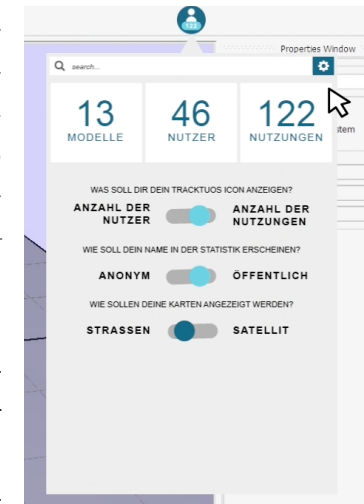 122
Properties Window
search...
13
MODELLE
46
NUTZER
122
NUTZUNGEN
WAS SOLL DIR DEIN TRACKTUOS ICON ANZEIGEN?
ANZAHL DER
NUTZER
ANZAHL DER
NUTZUNGEN
WIE SOLL DEIN NAME IN DER STATISTIK ERSCHEINEN?
ANONYM
ÖFFENTLICH
WIE SOLLEN DEINE KARTEN ANGEZEIGT WERDEN?
STRASSEN
SATELLIT